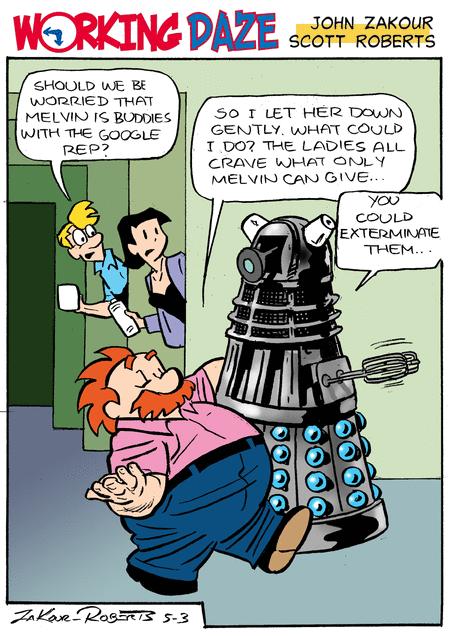 WORKING DAZE
JOHN ZAKOUR
SCOTT ROBERTS
SHOULD WE BE
WORRIED THAT
MELVIN IS BUDDIES
WITH THE GOOGLE
REP?
SO I LET HER DOWN
GENTLY. WHAT COULD
I DO? THE LADIES ALL
CRAVE WHAT ONLY
MELVIN CAN GIVE...
YOU
COULD
EXTERMINATE
THEM...
ZAKOUR-ROBERTS 5-3